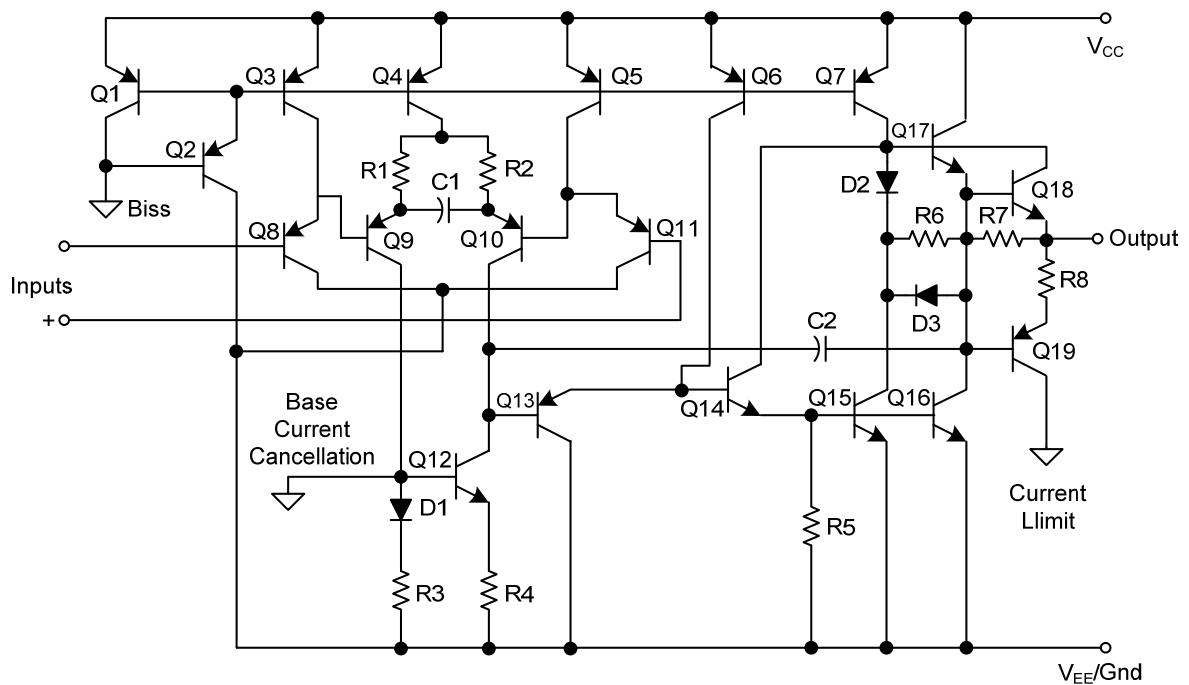 V_CC
Q1
Q3
Q4
Q5
Q6
Q7
Q17
Q2
R1
C1
R2
D2
Q18
Biss
Q8
Q9
Q10
Q11
R6
R7
Output
Inputs
+
R8
D3
C2
Q19
Base
Current
Cancellation
Q13
Q14
Q15
Q16
Q12
D1
Current
Llimit
R5
R3
R4
V_EE/Gnd